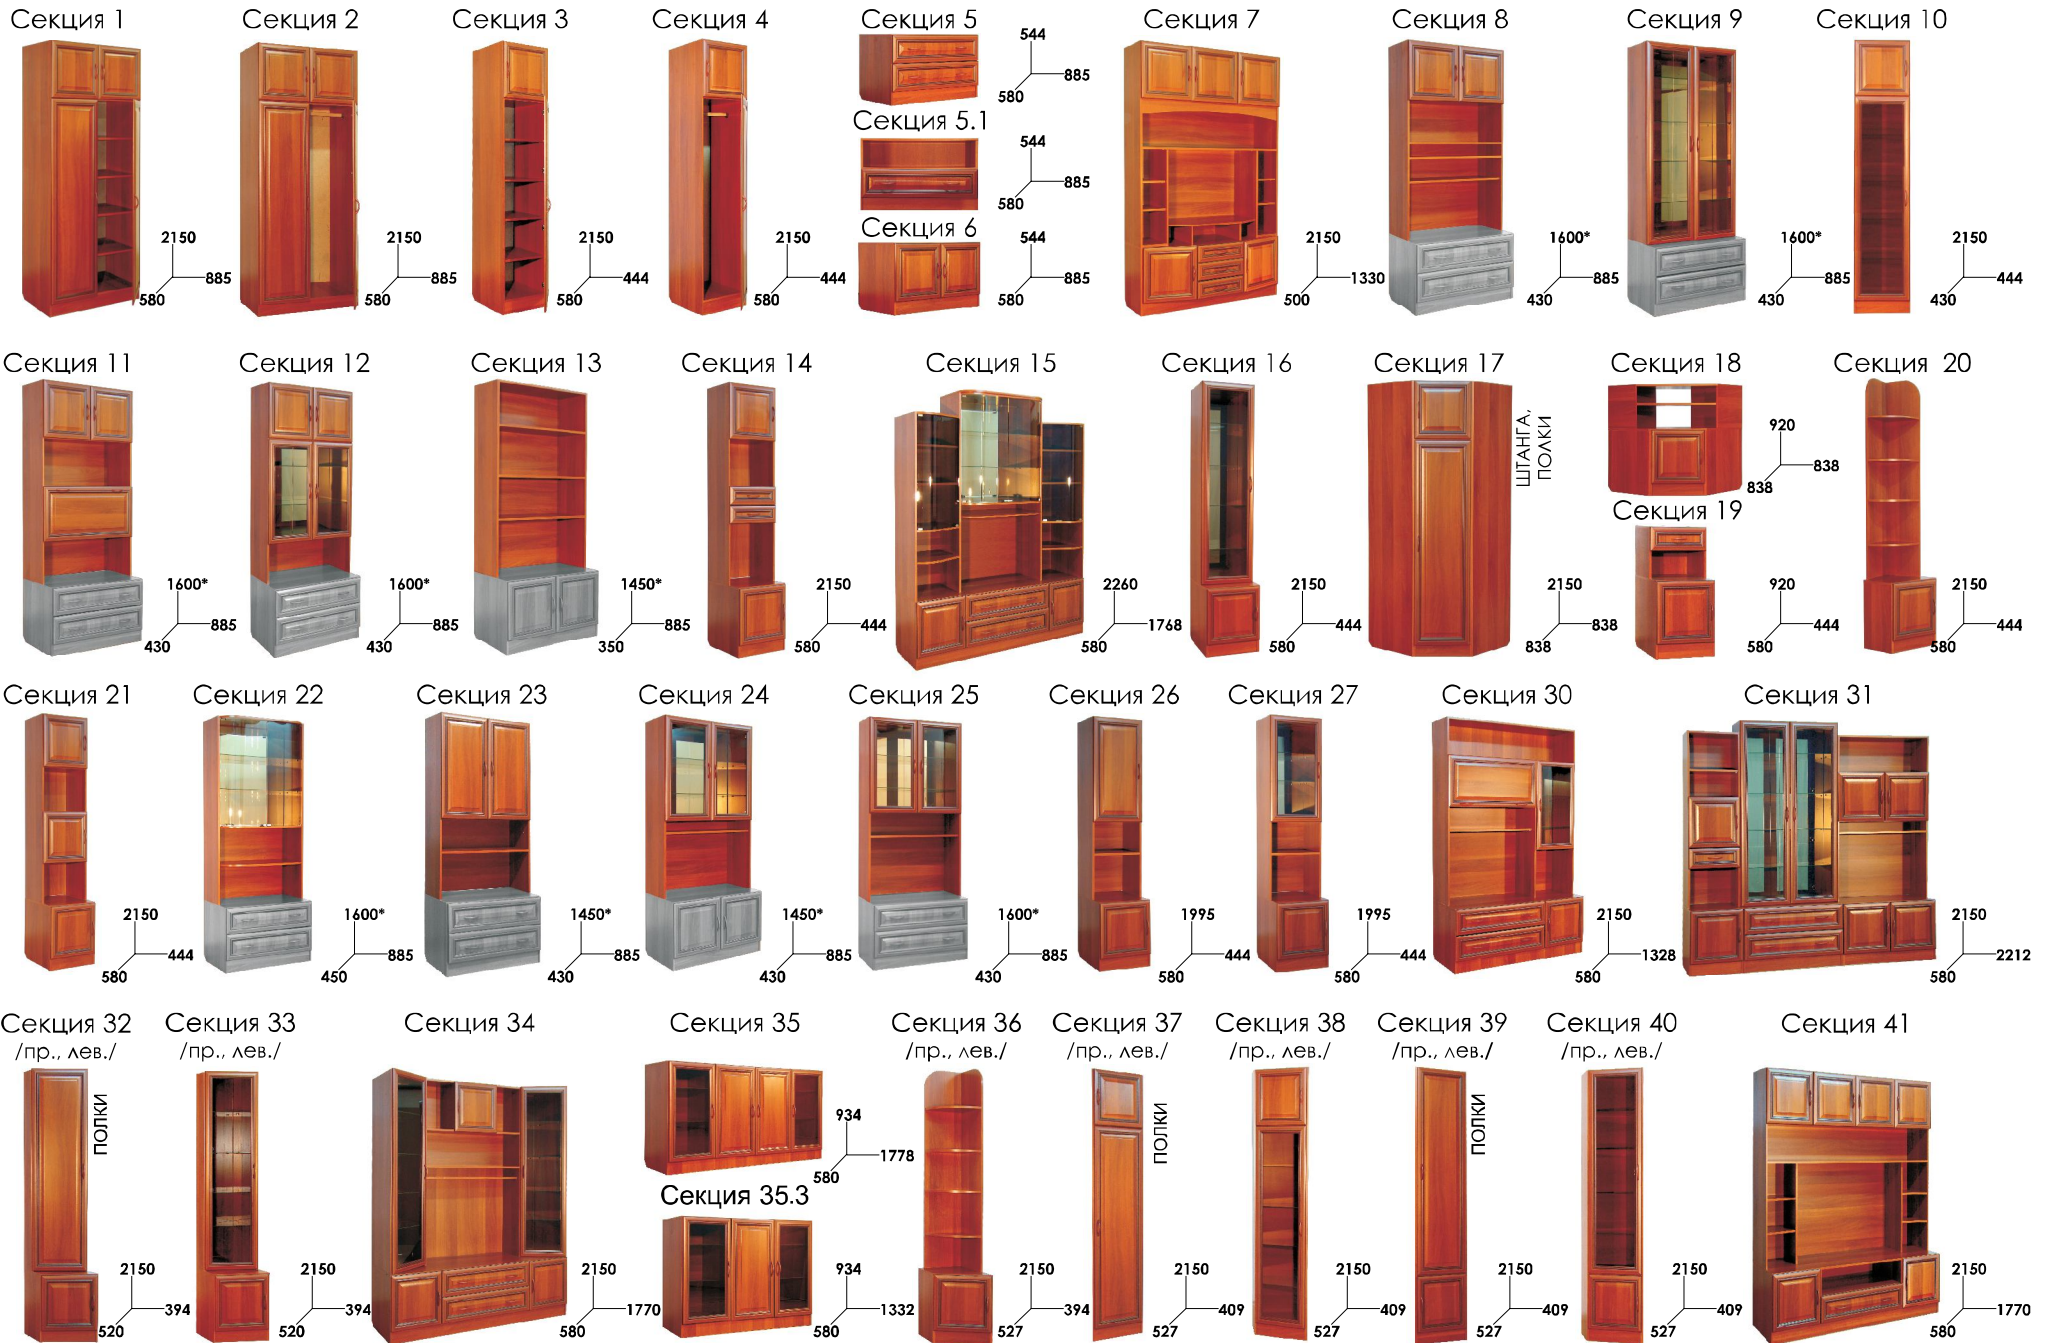 Секция 1
2150
885
580
Секция 2
2150
885
580
Секция 3
2150
444
580
Секция 4
2150
444
580
Секция 5
544
885
580
Секция 5.1
544
885
580
Секция 6
544
885
580
Секция 7
2150
1330
500
Секция 8
1600*
885
430
Секция 9
1600*
885
430
Секция 10
2150
444
430
Секция 11
1600*
885
430
Секция 12
1600*
885
430
Секция 13
1450*
885
350
Секция 14
2150
444
580
Секция 15
2260
1768
580
Секция 16
2150
444
580
Секция 17
ШТАНГА,
ПОЛКИ
2150
838
838
Секция 18
920
838
838
Секция 19
920
444
580
Секция 20
2150
444
580
Секция 21
2150
444
580
Секция 22
1600*
885
450
Секция 23
1450*
885
430
Секция 24
1450*
885
430
Секция 25
1600*
885
430
Секция 26
1995
444
580
Секция 27
1995
444
580
Секция 30
2150
1328
580
Секция 31
2150
2212
580
Секция 32
/пр., лев./
ПОЛКИ
2150
394
520
Секция 33
/пр., лев./
2150
394
520
Секция 34
2150
1770
580
Секция 35
934
1778
580
Секция 35.3
934
1332
580
Секция 36
/пр., лев./
2150
394
527
Секция 37
/пр., лев./
ПОЛКИ
2150
409
527
Секция 38
/пр., лев./
2150
409
527
Секция 39
/пр., лев./
ПОЛКИ
2150
409
527
Секция 40
/пр., лев./
2150
409
527
Секция 41
2150
1770
580